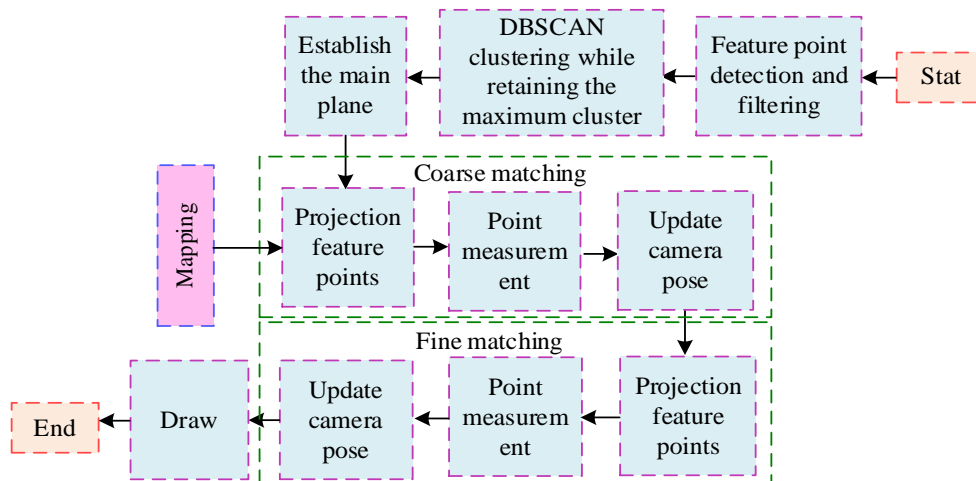 Stat
Feature point
detection and
filtering
DBSCAN
clustering while
retaining the
maximum cluster
Establish
the main
plane
Mapping
Coarse matching
Projection
feature
points
Point
measurem
ent
Update
camera
pose
Fine matching
Projection
feature
points
Point
measurem
ent
Update
camera
pose
Draw
End